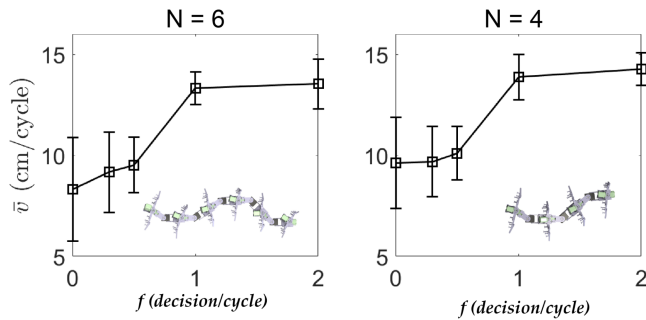 N = 6
N = 4
v̄ (cm/cycle)
15
10
5
0
1
2
f (decision/cycle)
15
10
5
0
1
2
f (decision/cycle)